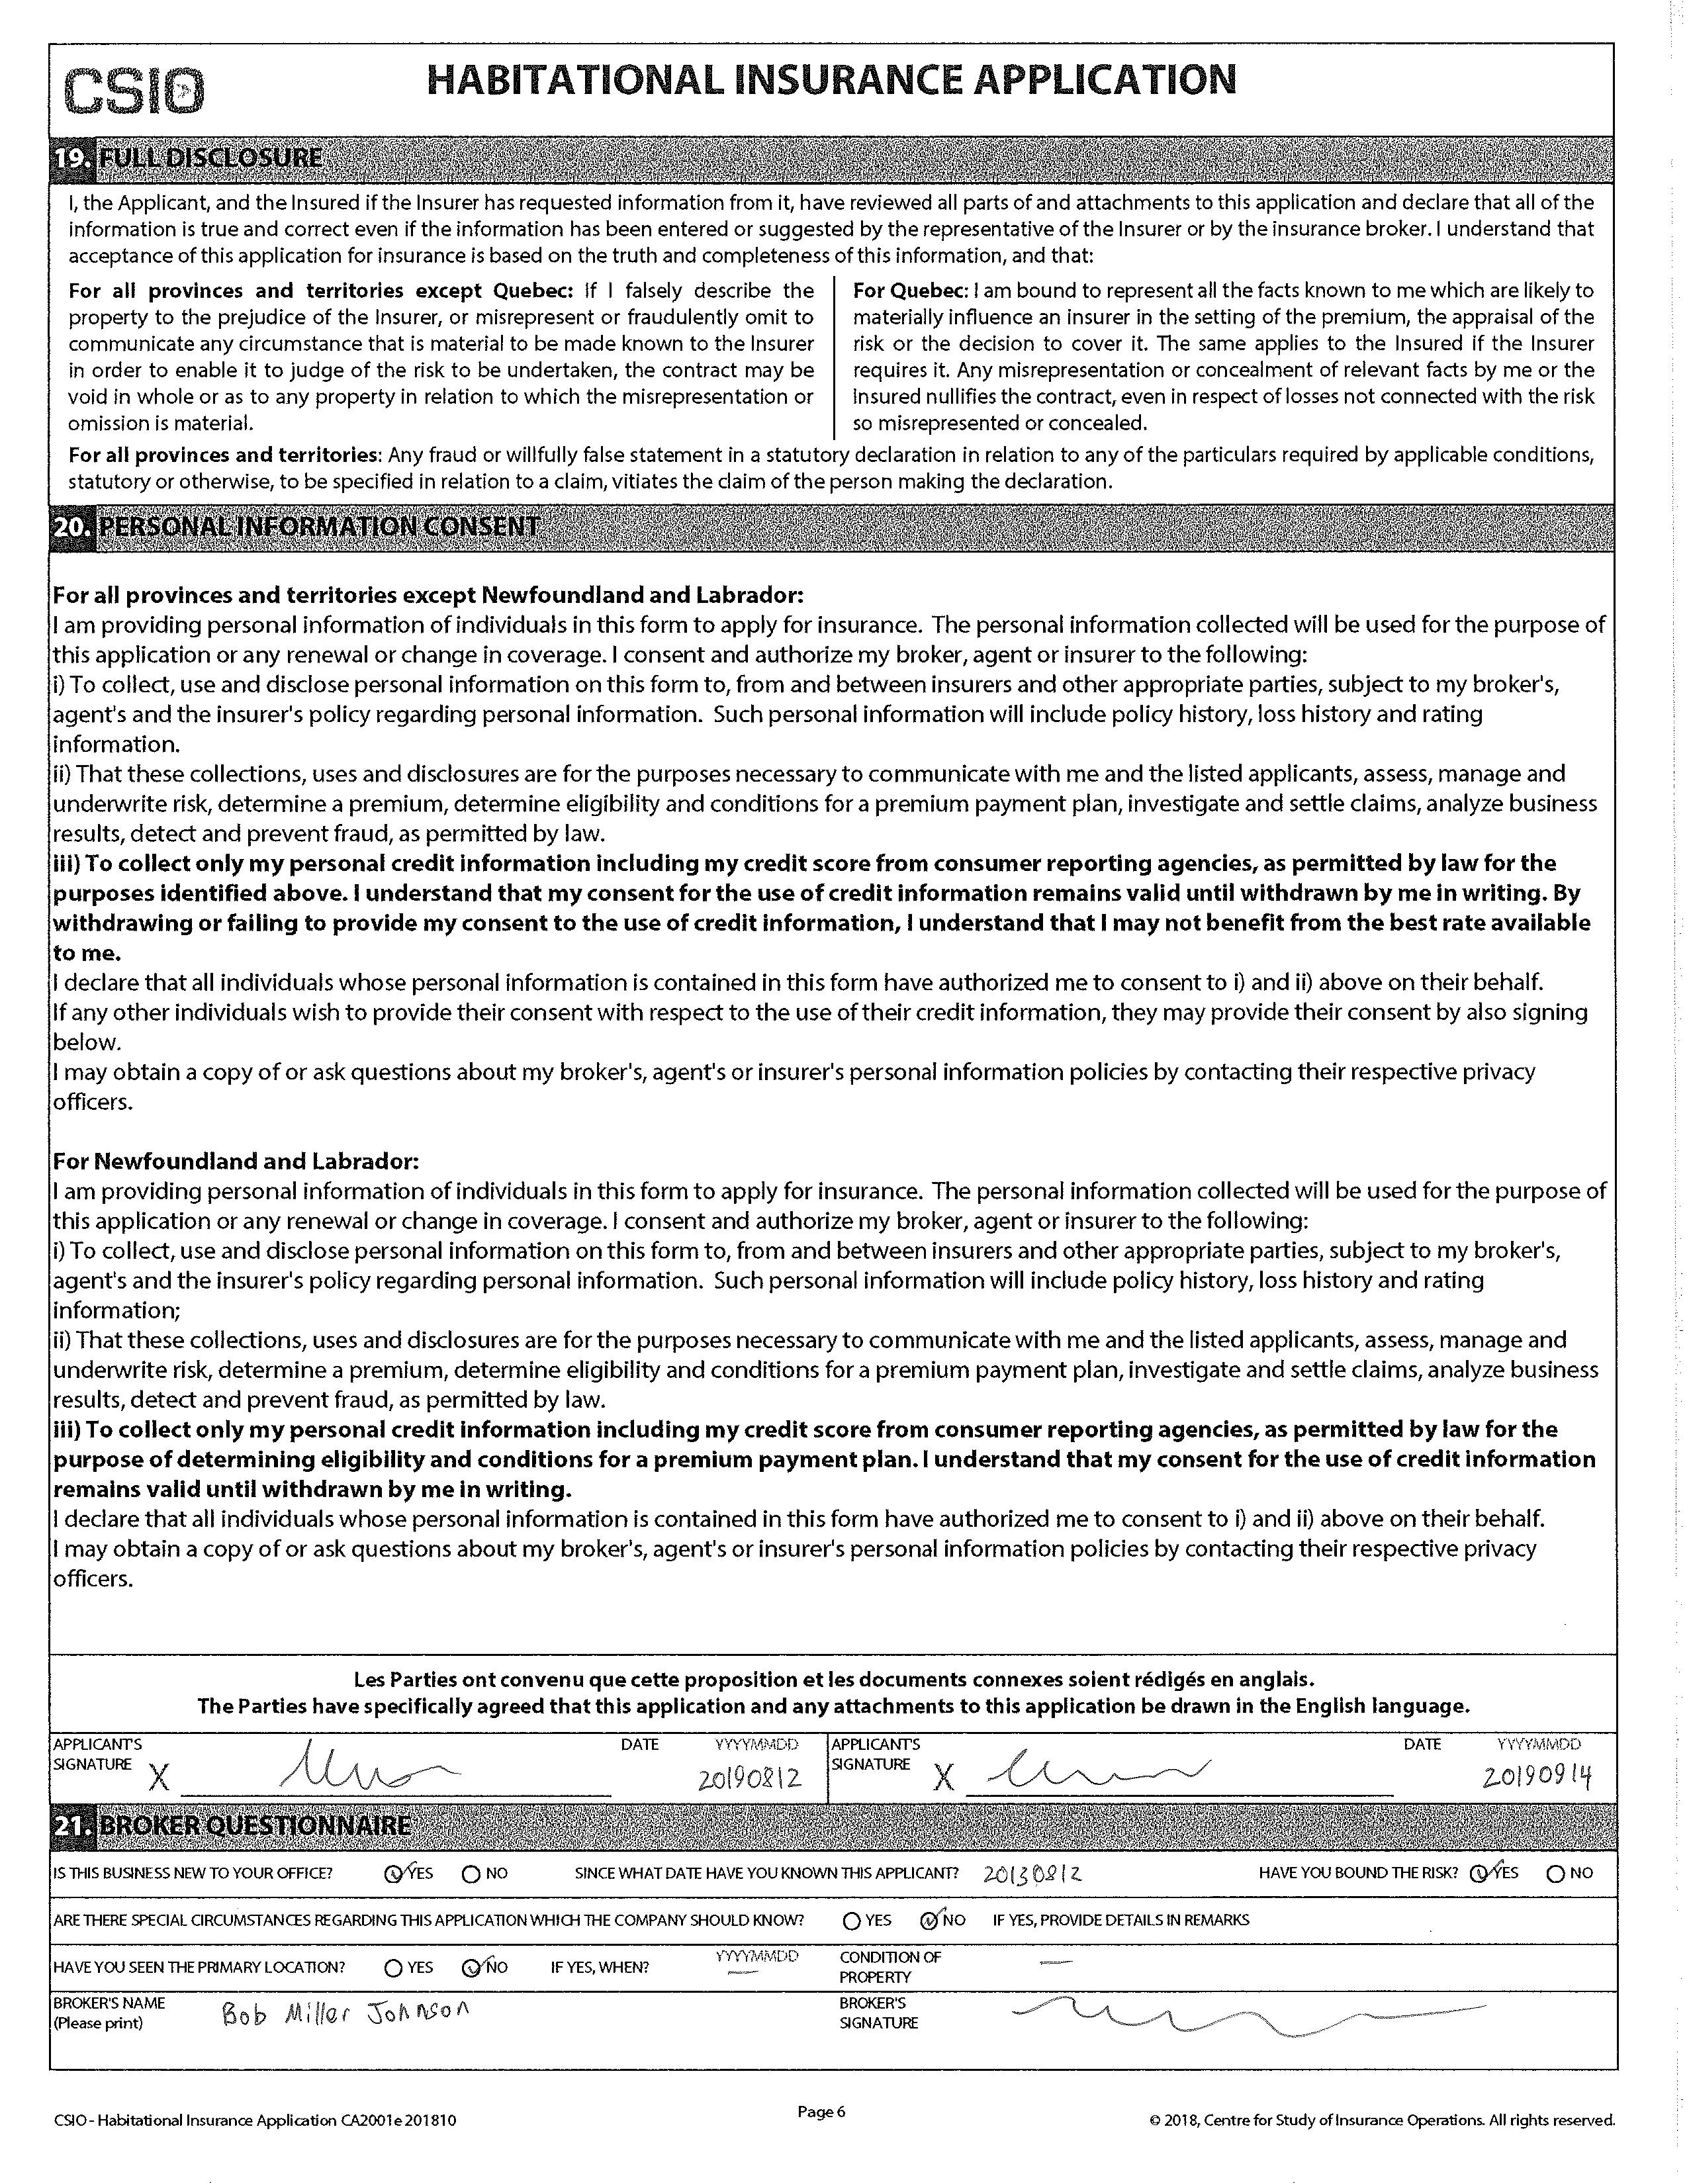 CSIO
HABITATIONAL INSURANCE APPLICATION
19. FULL DISCLOSURE
I, the Applicant, and the Insured if the Insurer has requested information from it, have reviewed all parts of and attachments to this application and declare that all of the
information is true and correct even if the information has been entered or suggested by the representative of the Insurer or by the insurance broker. I understand that
acceptance of this application for insurance is based on the truth and completeness of this information, and that:
For all provinces and territories except Quebec: If I falsely describe the
property to the prejudice of the Insurer, or misrepresent or fraudulently omit to
communicate any circumstance that is material to be made known to the Insurer
in order to enable it to judge of the risk to be undertaken, the contract may be
void in whole or as to any property in relation to which the misrepresentation or
omission is material.
For Quebec: I am bound to represent all the facts known to me which are likely to
materially influence an insurer in the setting of the premium, the appraisal of the
risk or the decision to cover it. The same applies to the Insured if the Insurer
requires it. Any misrepresentation or concealment of relevant facts by me or the
Insured nullifies the contract, even in respect of losses not connected with the risk
so misrepresented or concealed.
For all provinces and territories: Any fraud or willfully false statement in a statutory declaration in relation to any of the particulars required by applicable conditions,
statutory or otherwise, to be specified in relation to a claim, vitiates the claim of the person making the declaration.
20. PERSONAL INFORMATION CONSENT
For all provinces and territories except Newfoundland and Labrador:
I am providing personal information of individuals in this form to apply for insurance. The personal information collected will be used for the purpose of
this application or any renewal or change in coverage. I consent and authorize my broker, agent or insurer to the following:
i) To collect, use and disclose personal information on this form to, from and between insurers and other appropriate parties, subject to my broker's,
agent's and the insurer's policy regarding personal information. Such personal information will include policy history, loss history and rating
information.
ii) That these collections, uses and disclosures are for the purposes necessary to communicate with me and the listed applicants, assess, manage and
underwrite risk, determine a premium, determine eligibility and conditions for a premium payment plan, investigate and settle claims, analyze business
results, detect and prevent fraud, as permitted by law.
iii) To collect only my personal credit information including my credit score from consumer reporting agencies, as permitted by law for the
purposes identified above. I understand that my consent for the use of credit information remains valid until withdrawn by me in writing. By
withdrawing or failing to provide my consent to the use of credit information, I understand that I may not benefit from the best rate available
to me.
I declare that all individuals whose personal information is contained in this form have authorized me to consent to i) and ii) above on their behalf.
If any other individuals wish to provide their consent with respect to the use of their credit information, they may provide their consent by also signing
below.
I may obtain a copy of or ask questions about my broker's, agent's or insurer's personal information policies by contacting their respective privacy
officers.
For Newfoundland and Labrador:
I am providing personal information of individuals in this form to apply for insurance. The personal information collected will be used for the purpose of
this application or any renewal or change in coverage. I consent and authorize my broker, agent or insurer to the following:
i) To collect, use and disclose personal information on this form to, from and between insurers and other appropriate parties, subject to my broker's,
agent's and the insurer's policy regarding personal information. Such personal information will include policy history, loss history and rating
information;
ii) That these collections, uses and disclosures are for the purposes necessary to communicate with me and the listed applicants, assess, manage and
underwrite risk, determine a premium, determine eligibility and conditions for a premium payment plan, investigate and settle claims, analyze business
results, detect and prevent fraud, as permitted by law.
iii) To collect only my personal credit information including my credit score from consumer reporting agencies, as permitted by law for the
purpose of determining eligibility and conditions for a premium payment plan. I understand that my consent for the use of credit information
remains valid until withdrawn by me in writing.
I declare that all individuals whose personal information is contained in this form have authorized me to consent to i) and ii) above on their behalf.
I may obtain a copy of or ask questions about my broker's, agent's or insurer's personal information policies by contacting their respective privacy
officers.
Les Parties ont convenu que cette proposition et les documents connexes soient rédigés en anglais.
The Parties have specifically agreed that this application and any attachments to this application be drawn in the English language.
APPLICANT'S SIGNATURE X DATE YYYYMMDD 20190812
APPLICANT'S SIGNATURE X DATE YYYYMMDD 20190914
21. BROKER QUESTIONNAIRE
IS THIS BUSINESS NEW TO YOUR OFFICE? YES NO SINCE WHAT DATE HAVE YOU KNOWN THIS APPLICANT? 20130812 HAVE YOU BOUND THE RISK? YES NO
ARE THERE SPECIAL CIRCUMSTANCES REGARDING THIS APPLICATION WHICH THE COMPANY SHOULD KNOW? YES NO IF YES, PROVIDE DETAILS IN REMARKS
HAVE YOU SEEN THE PRIMARY LOCATION? YES NO IF YES, WHEN? YYYYMMDD — CONDITION OF PROPERTY —
BROKER'S NAME (Please print) Bob Miller Johnson BROKER'S SIGNATURE
CSIO - Habitational Insurance Application CA2001e 201810
Page 6
© 2018, Centre for Study of Insurance Operations. All rights reserved.